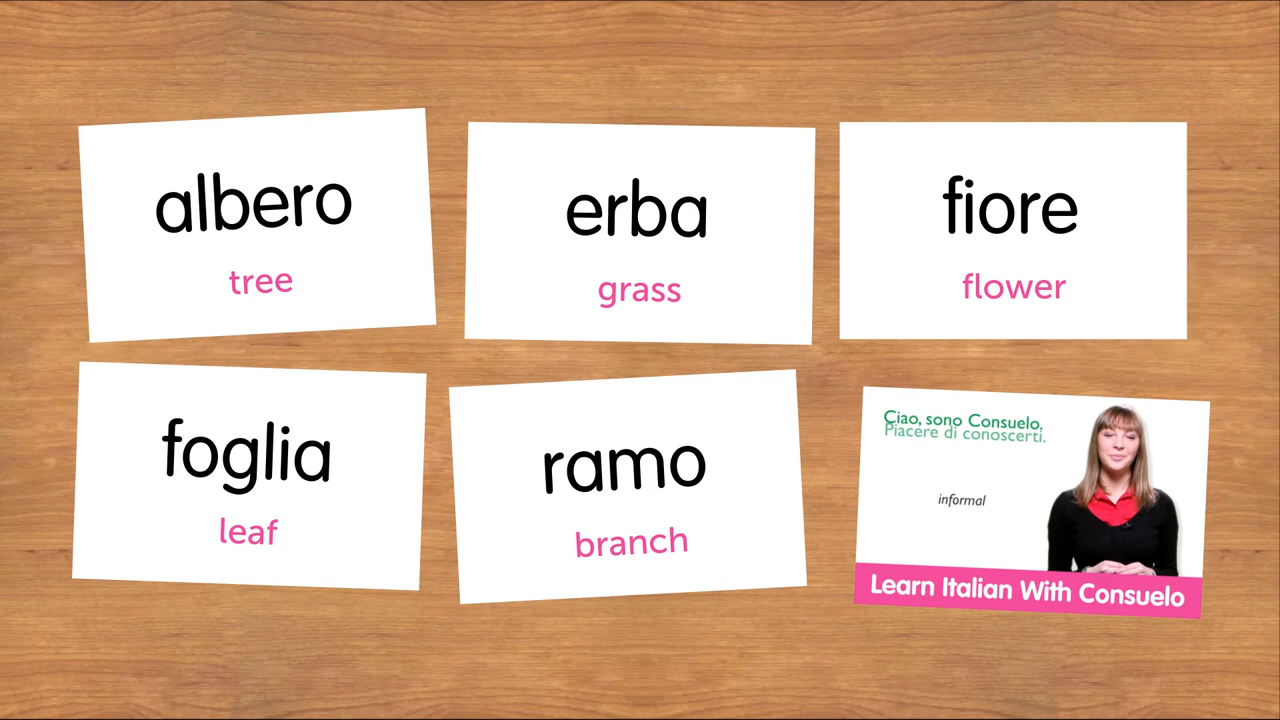 albero
tree
erba
grass
fiore
flower
foglia
leaf
ramo
branch
Ciao, sono Consuelo.
Piacere di conoscerti.
informal
Learn Italian With Consuelo